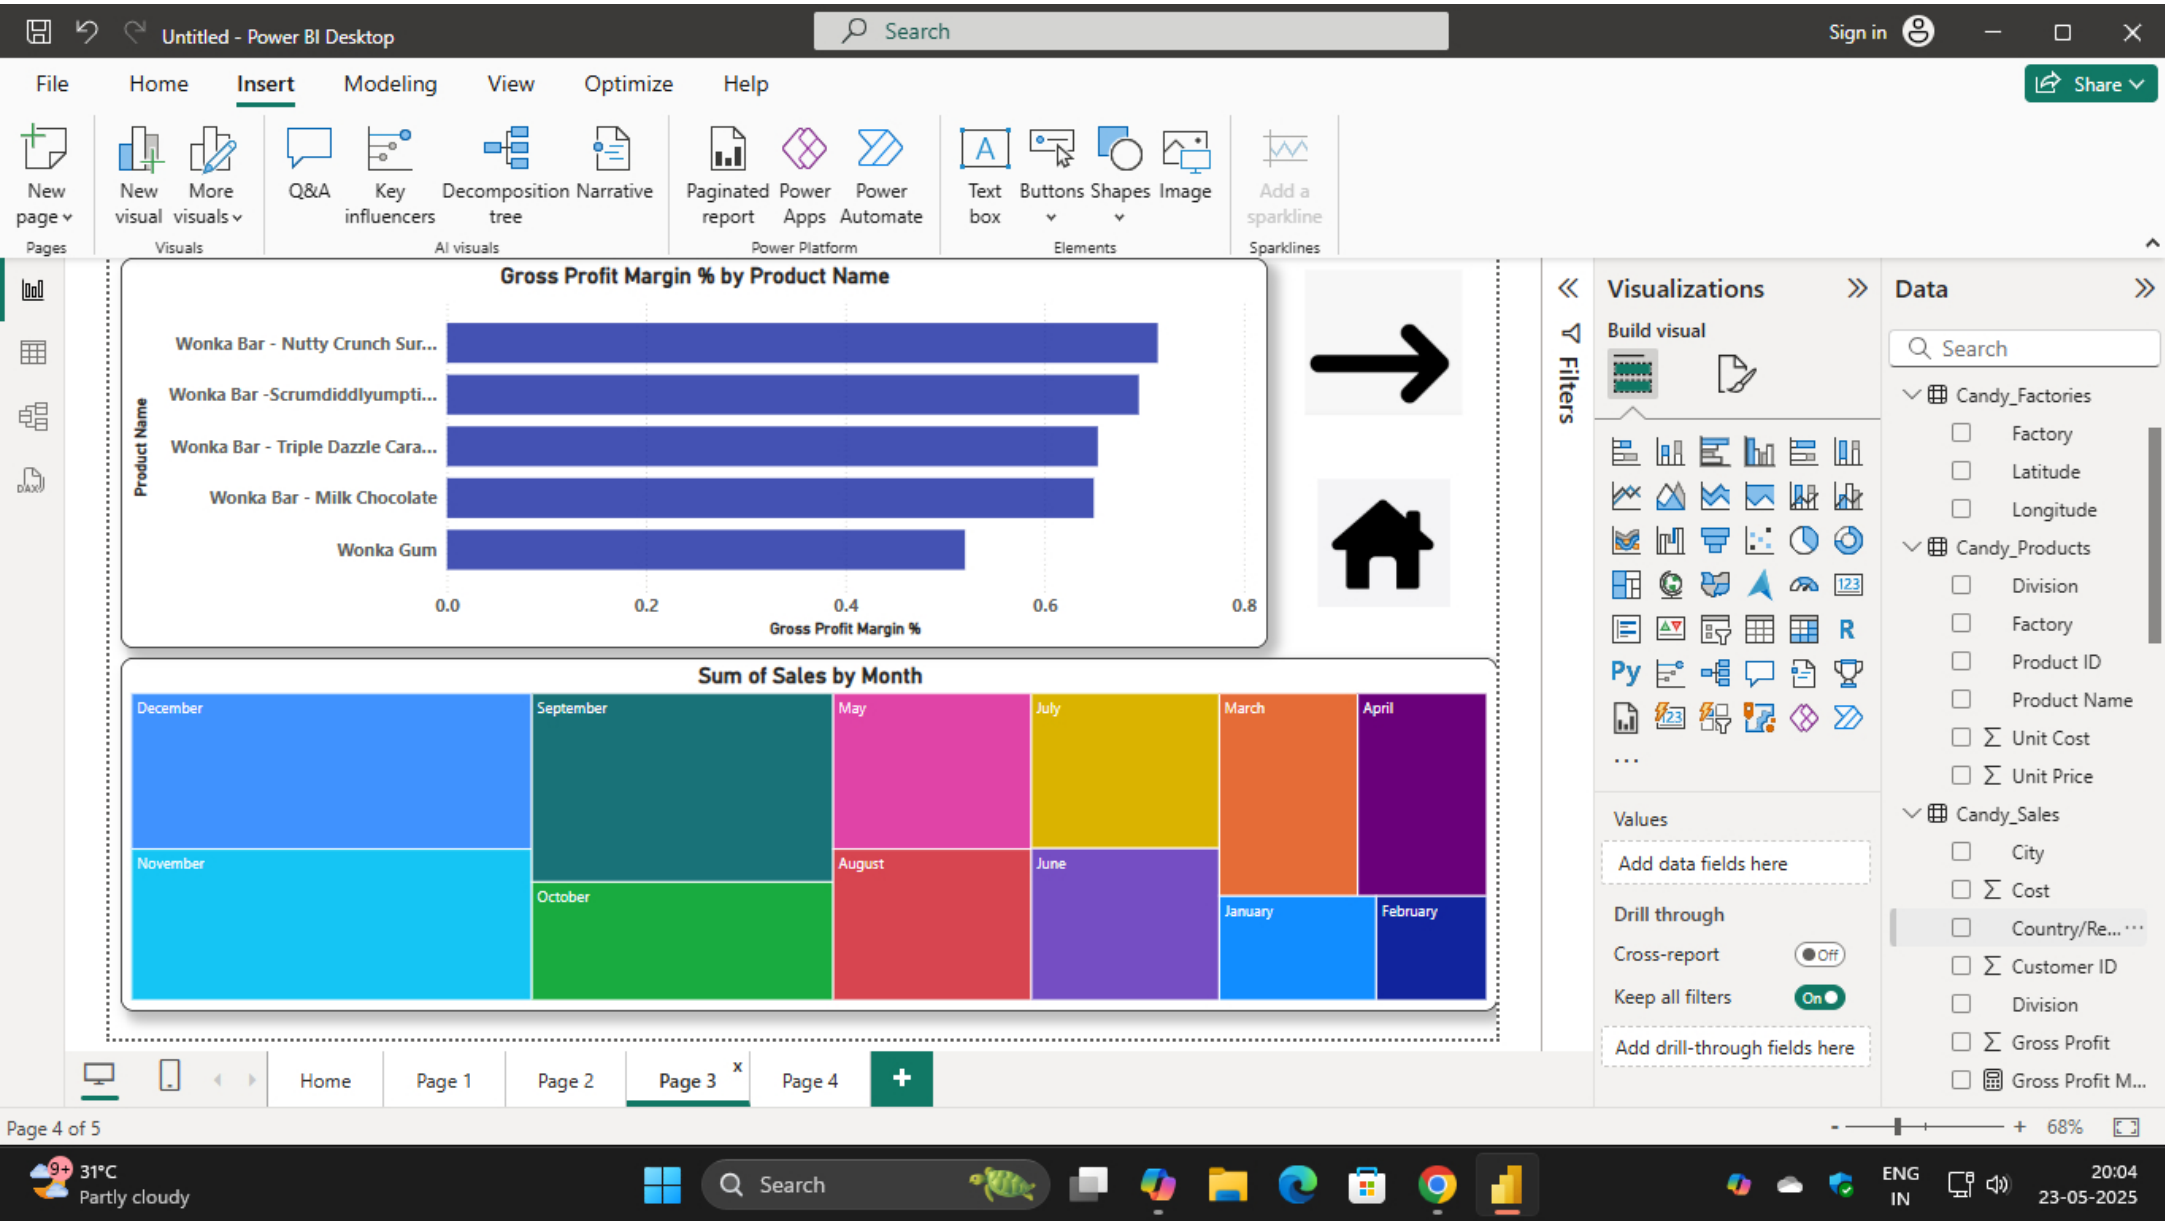 Untitled - Power BI Desktop
Search
Sign in
File
Home
Insert
Modeling
View
Optimize
Help
Share
New page
New visual
More visuals
Q&A
Key influencers
Decomposition tree
Narrative
Paginated report
Power Apps
Power Automate
Text box
Buttons
Shapes
Image
Add a sparkline
Pages
Visuals
AI visuals
Power Platform
Elements
Sparklines
DAX
Gross Profit Margin % by Product Name
Product Name
Wonka Bar - Nutty Crunch Sur...
Wonka Bar -Scrumdiddlyumpti...
Wonka Bar - Triple Dazzle Cara...
Wonka Bar - Milk Chocolate
Wonka Gum
0.0
0.2
0.4
0.6
0.8
Gross Profit Margin %
Sum of Sales by Month
December
September
May
July
March
April
November
August
June
October
January
February
Filters
Visualizations
Build visual
123
R
Py
123
...
Values
Add data fields here
Drill through
Cross-report
Off
Keep all filters
On
Add drill-through fields here
Data
Search
Candy_Factories
Factory
Latitude
Longitude
Candy_Products
Division
Factory
Product ID
Product Name
Σ Unit Cost
Σ Unit Price
Candy_Sales
City
Σ Cost
Country/Re... ...
Σ Customer ID
Division
Σ Gross Profit
Gross Profit M...
Home
Page 1
Page 2
Page 3
x
Page 4
+
Page 4 of 5
- + 68%
9+
31°C
Partly cloudy
Search
ENG
IN
20:04
23-05-2025